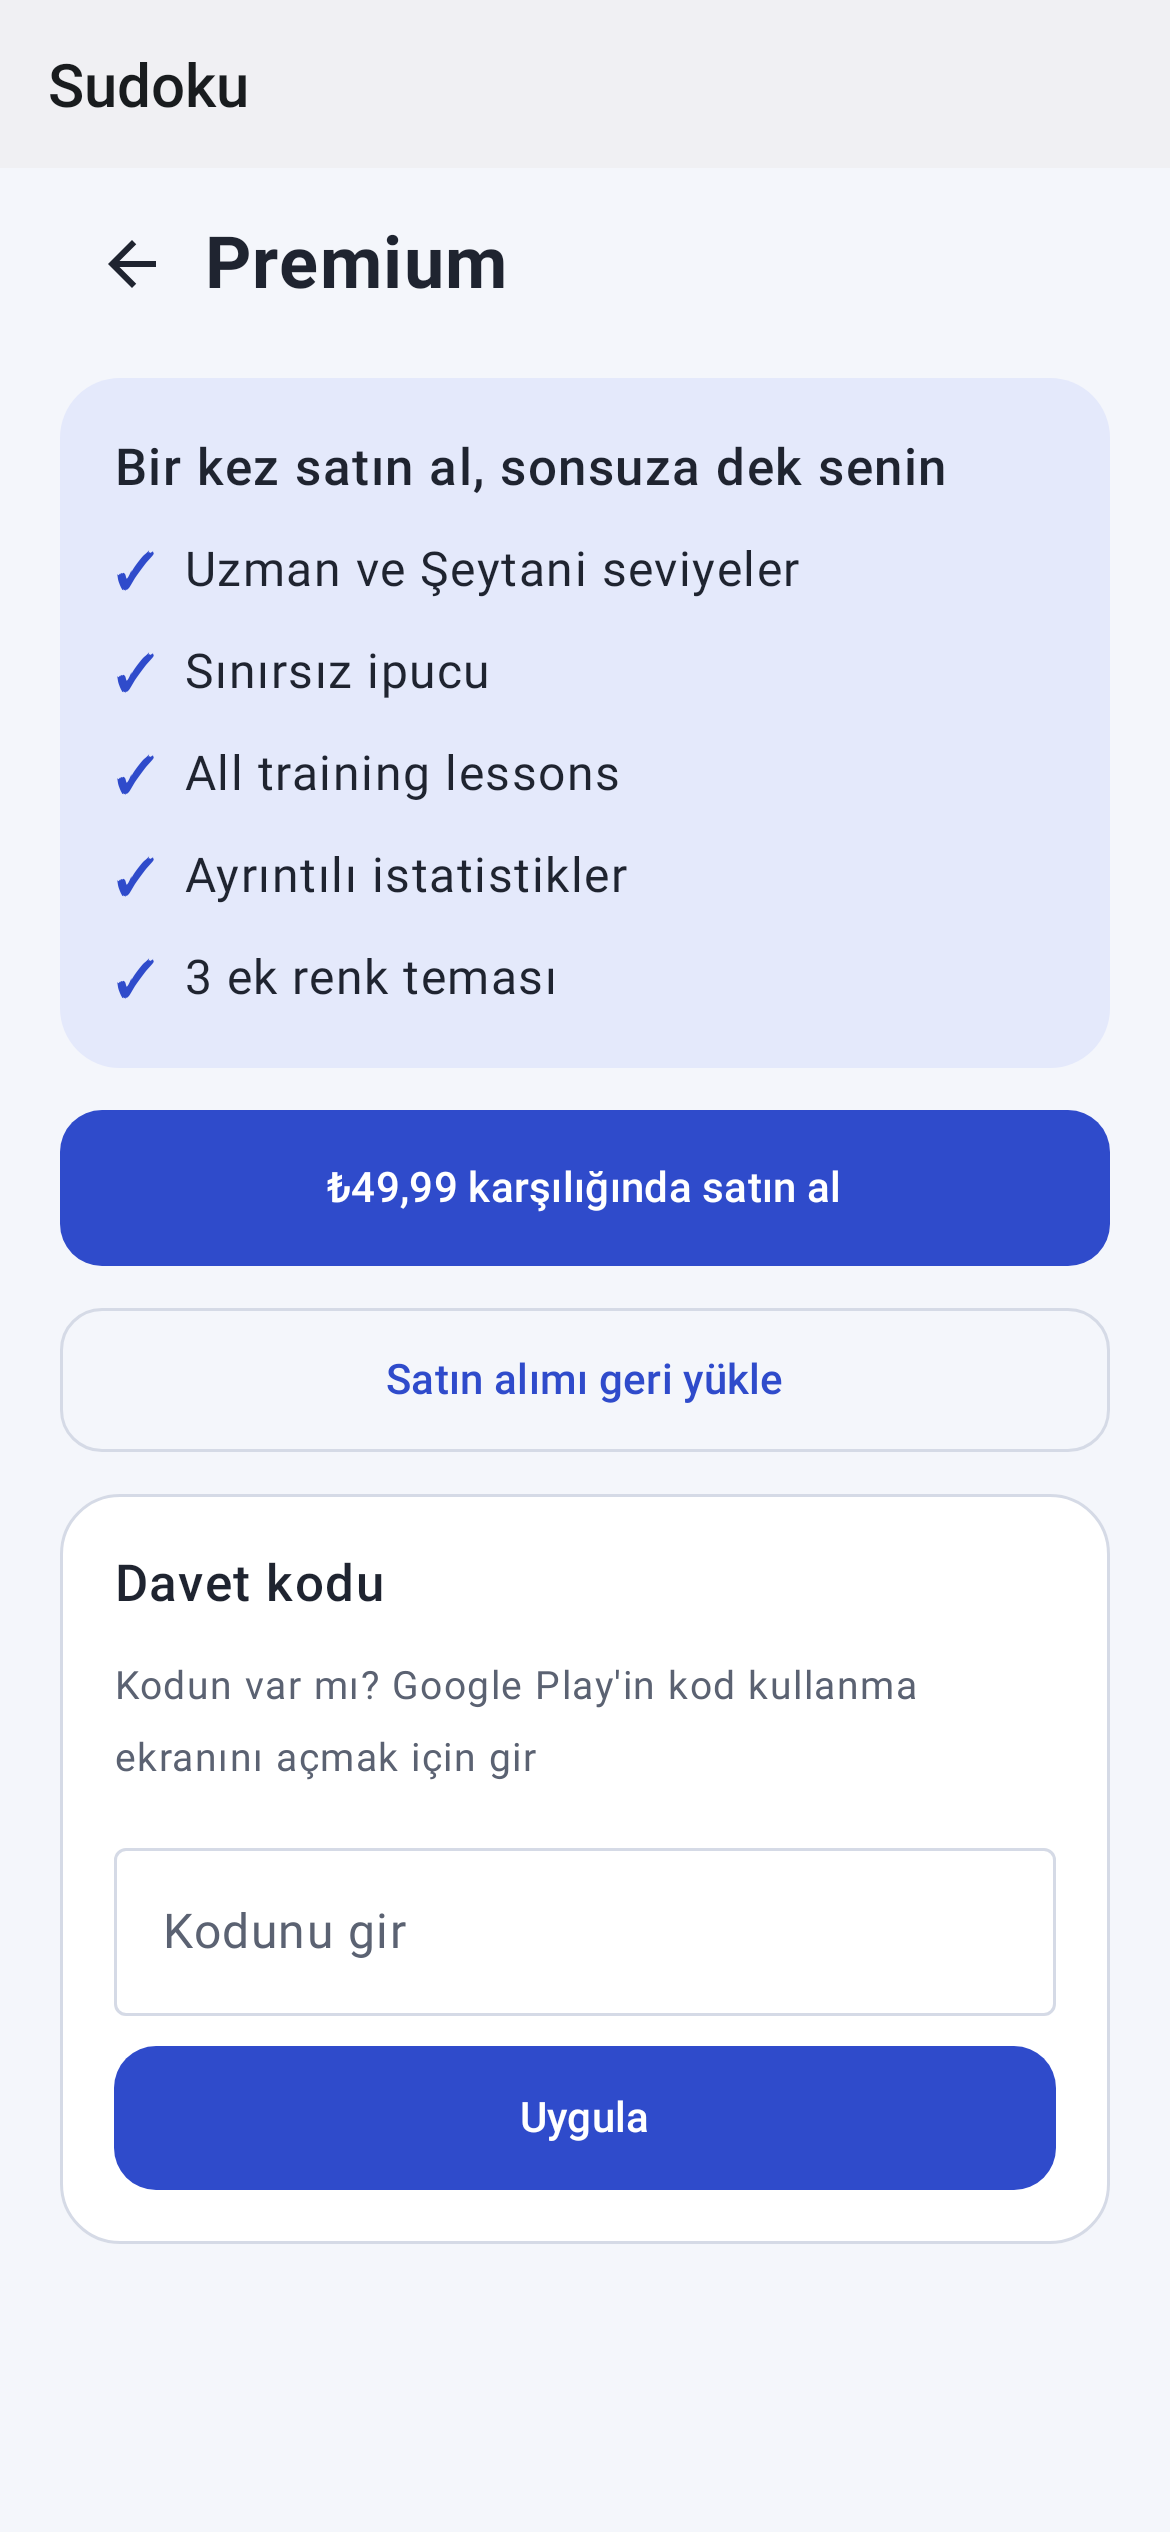 Sudoku
Premium
Bir kez satın al, sonsuza dek senin
✓ Uzman ve Şeytani seviyeler
✓ Sınırsız ipucu
✓ All training lessons
✓ Ayrıntılı istatistikler
✓ 3 ek renk teması
₺49,99 karşılığında satın al
Satın alımı geri yükle
Davet kodu
Kodun var mı? Google Play'in kod kullanma
ekranını açmak için gir
Kodunu gir
Uygula